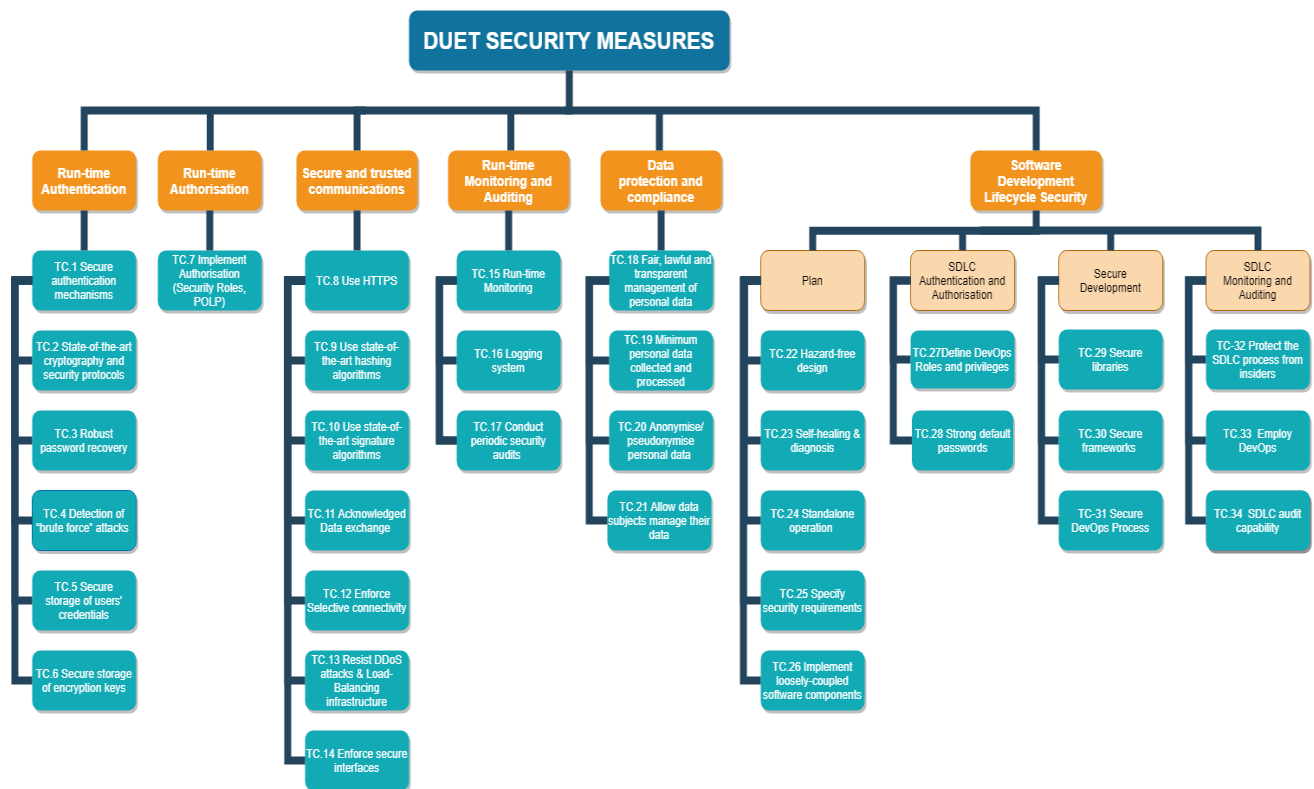 DUET SECURITY MEASURES
Run-time
Authentication
Run-time
Authorisation
Secure and trusted
communications
Run-time
Monitoring and
Auditing
Data
protection and
compliance
Software
Development
Lifecycle Security
TC.1 Secure
authentication
mechanisms
TC.2 State-of-the-art
cryptography and
security protocols
TC.3 Robust
password recovery
TC.4 Detection of
“brute force” attacks
TC.5 Secure
storage of users'
credentials
TC.6 Secure storage
of encryption keys
TC.7 Implement
Authorisation
(Security Roles,
POLP)
TC.8 Use HTTPS
TC.9 Use state-of-
the-art hashing
algorithms
TC.10 Use state-of-
the-art signature
algorithms
TC.11 Acknowledged
Data exchange
TC.12 Enforce
Selective connectivity
TC.13 Resist DDoS
attacks & Load-
Balancing
infrastructure
TC.14 Enforce secure
interfaces
TC.15 Run-time
Monitoring
TC.16 Logging
system
TC.17 Conduct
periodic security
audits
TC.18 Fair, lawful and
transparent
management of
personal data
TC.19 Minimum
personal data
collected and
processed
TC.20 Anonymise/
pseudonymise
personal data
TC.21 Allow data
subjects manage their
data
Plan
TC.22 Hazard-free
design
TC.23 Self-healing &
diagnosis
TC.24 Standalone
operation
TC.25 Specify
security requirements
TC.26 Implement
loosely-coupled
software components
SDLC
Authentication and
Authorisation
TC.27Define DevOps
Roles and privileges
TC.28 Strong default
passwords
Secure
Development
TC.29 Secure
libraries
TC.30 Secure
frameworks
TC-31 Secure
DevOps Process
SDLC
Monitoring and
Auditing
TC-32 Protect the
SDLC process from
insiders
TC.33 Employ
DevOps
TC.34 SDLC audit
capability